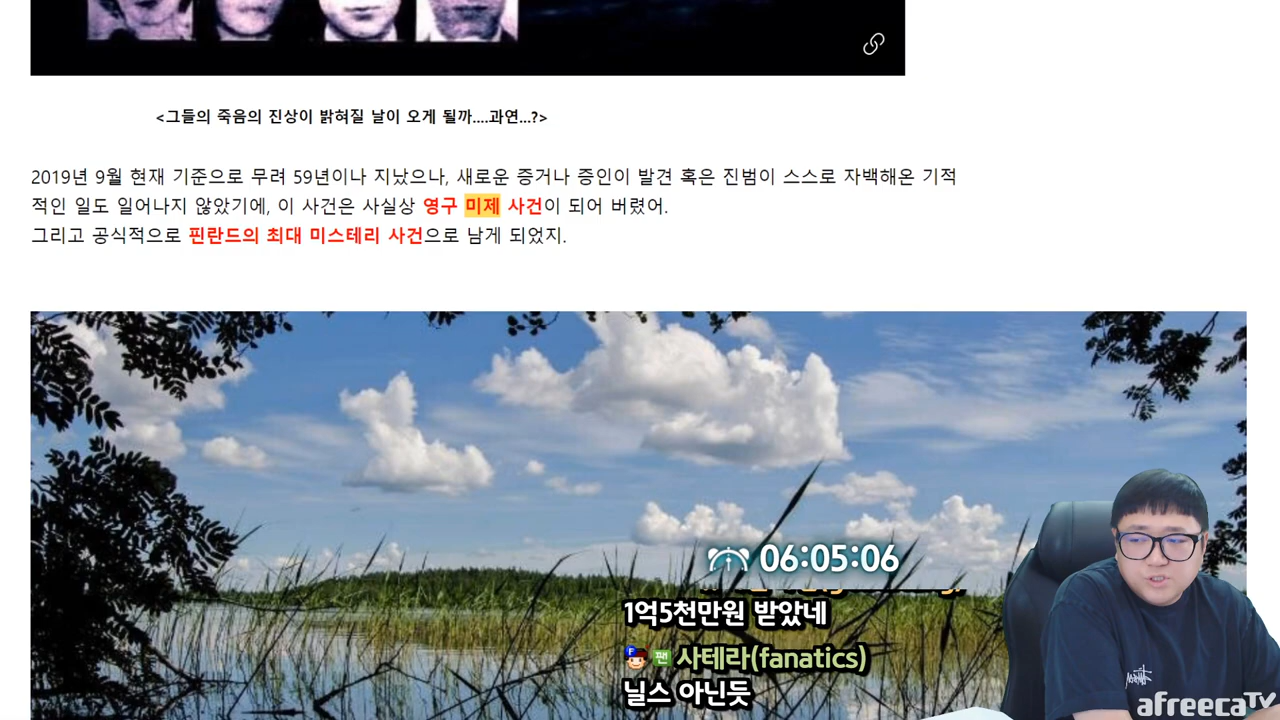 <그들의 죽음의 진상이 밝혀질 날이 오게 될까....과연...?>
2019년 9월 현재 기준으로 무려 59년이나 지났으나, 새로운 증거나 증인이 발견 혹은 진범이 스스로 자백해온 기적
적인 일도 일어나지 않았기에, 이 사건은 사실상 영구 미제 사건이 되어 버렸어.
그리고 공식적으로 핀란드의 최대 미스테리 사건으로 남게 되었지.
06:05:06
1억5천만원 받았네
F 팬 사테라(fanatics)
닐스 아닌듯
afreecaTV